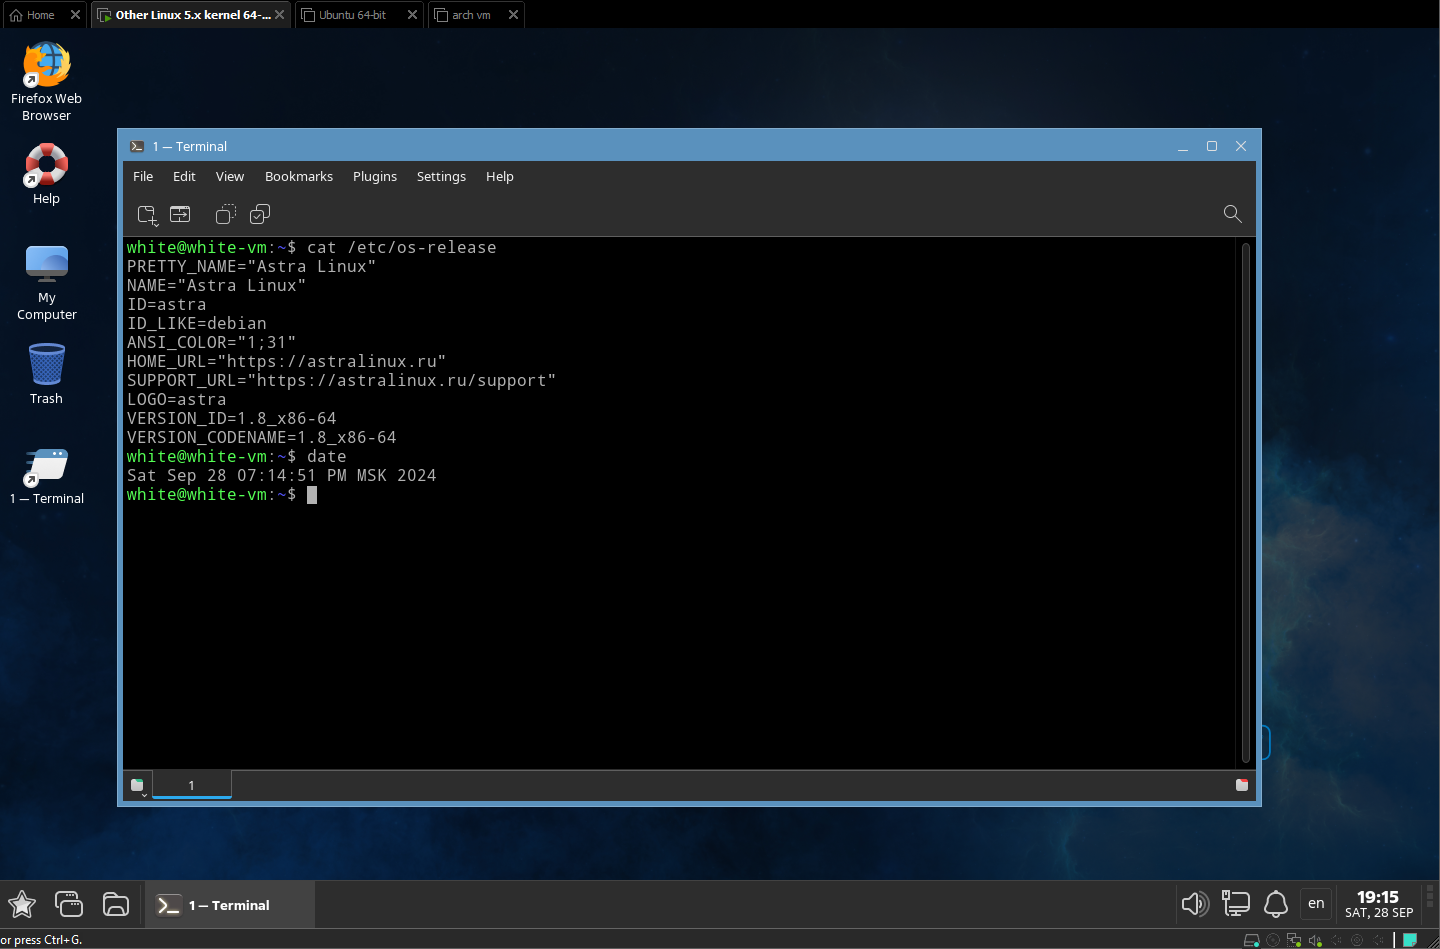 Home
Other Linux 5.x kernel 64-...
Ubuntu 64-bit
arch vm
Firefox Web
Browser
Help
My
Computer
Trash
1 — Terminal
1 — Terminal
File Edit View Bookmarks Plugins Settings Help
white@white-vm:~$ cat /etc/os-release
PRETTY_NAME="Astra Linux"
NAME="Astra Linux"
ID=astra
ID_LIKE=debian
ANSI_COLOR="1;31"
HOME_URL="https://astralinux.ru"
SUPPORT_URL="https://astralinux.ru/support"
LOGO=astra
VERSION_ID=1.8_x86-64
VERSION_CODENAME=1.8_x86-64
white@white-vm:~$ date
Sat Sep 28 07:14:51 PM MSK 2024
white@white-vm:~$
1
1 — Terminal
en
19:15
SAT, 28 SEP
or press Ctrl+G.